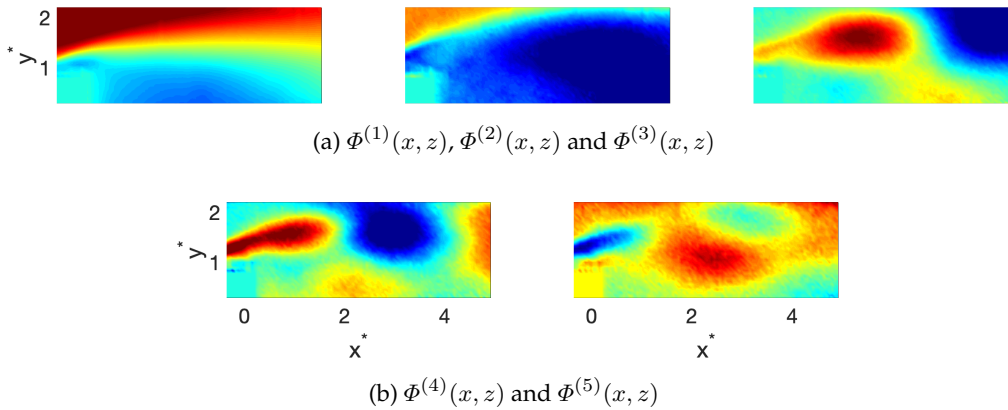 2
y*
1
(a) Φ^(1)(x, z), Φ^(2)(x, z) and Φ^(3)(x, z)
2
y*
1
0 2 4 0 2 4
x* x*
(b) Φ^(4)(x, z) and Φ^(5)(x, z)